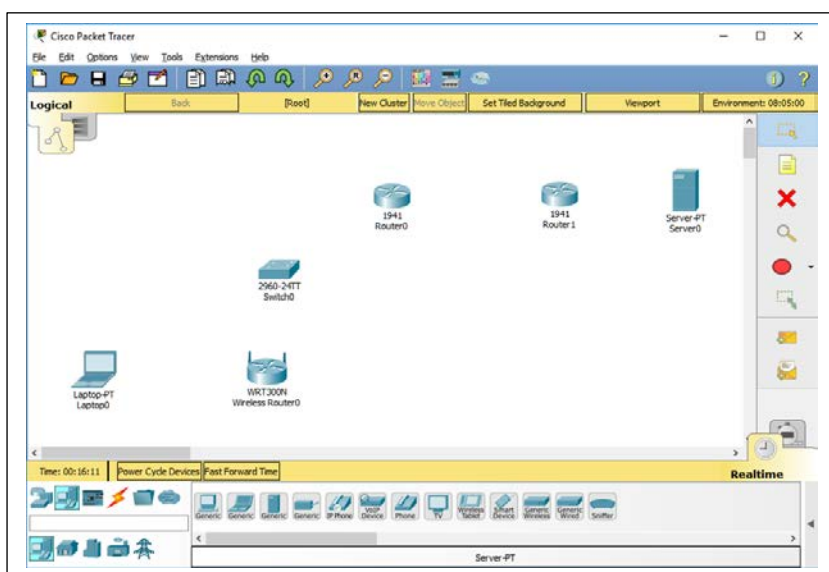 Cisco Packet Tracer
File Edit Options View Tools Extensions Help
Logical Back [Root] New Cluster Move Object Set Tiled Background Viewport Environment: 08:05:00
1941
Router0
1941
Router1
Server-PT
Server0
2960-24TT
Switch0
Laptop-PT
Laptop0
WRT300N
Wireless Router0
Time: 00:16:11 Power Cycle Devices Fast Forward Time Realtime
Generic Generic Generic Generic IP Phone VoIP Device Phone TV Wireless Tablet Smart Device Generic Wireless Generic Wired Sniffer
Server-PT